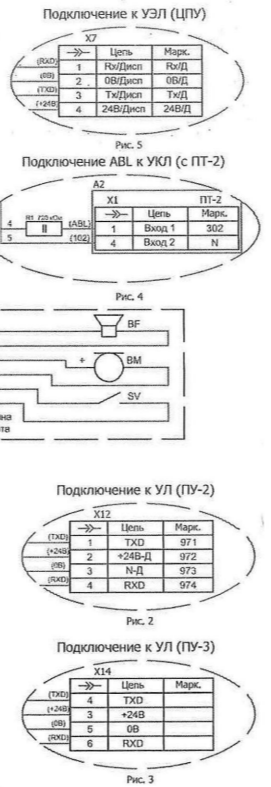 Подключение к УЭЛ (ЦПУ)
X7
Цепь Марк.
(RXD) 1 Rx/Дисп Rx/Д
(0В) 2 0В/Дисп 0В/Д
(TXD) 3 Тх/Дисп Тх/Д
(+24В) 4 24В/Дисп 24В/Д
Рис. 5
Подключение ABL к УКЛ (с ПТ-2)
A2
X1 ПТ-2
Цепь Марк.
4 R1 (ABL) 1 Вход 1 302
5 (102) 4 Вход 2 N
Рис. 4
BF
+ BM
SV
на
та
Подключение к УЛ (ПУ-2)
X12
Цепь Марк.
(TXD) 1 TXD 971
(+24В) 2 +24В-Д 972
(0В) 3 N-Д 973
(RXD) 4 RXD 974
Рис. 2
Подключение к УЛ (ПУ-3)
X14
Цепь Марк.
(TXD) 4 TXD
(+24В) 3 +24В
(0В) 5 0В
(RXD) 6 RXD
Рис. 3